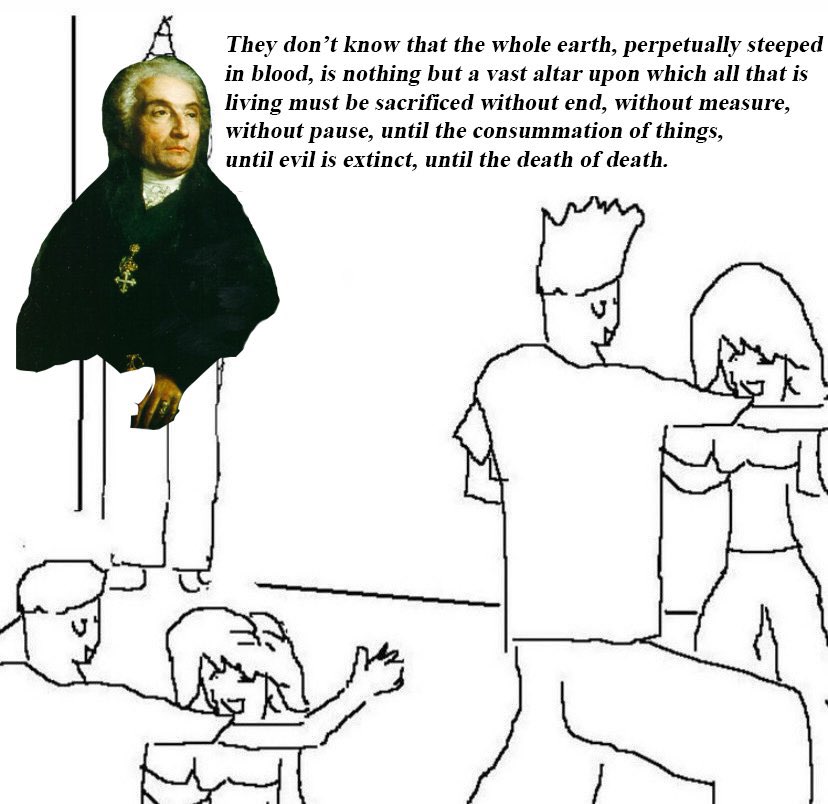 They don’t know that the whole earth, perpetually steeped
in blood, is nothing but a vast altar upon which all that is
living must be sacrificed without end, without measure,
without pause, until the consummation of things,
until evil is extinct, until the death of death.